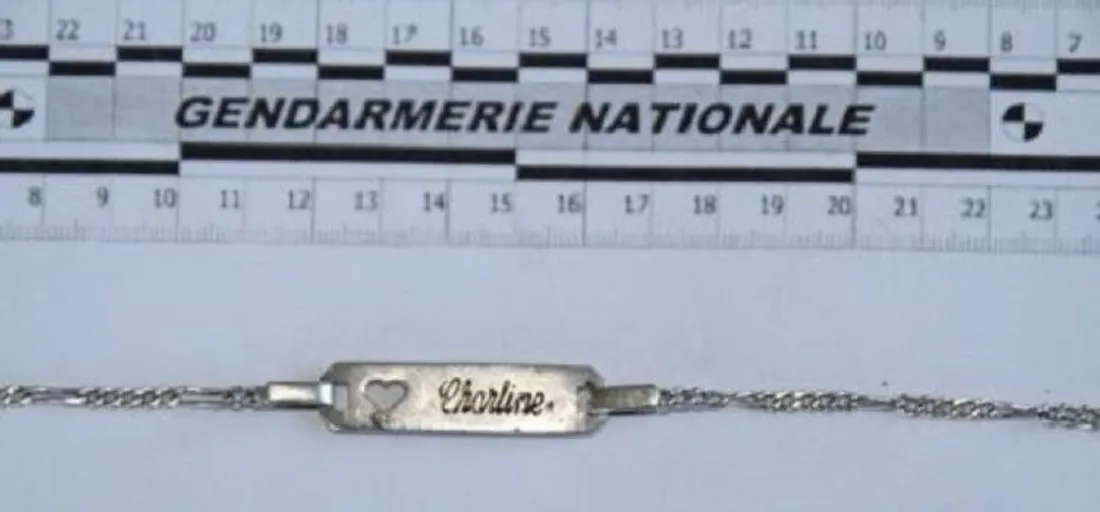 3 22 21 20 19 18 17 16 15 14 13 12 11 10 9 8 7
GENDARMERIE NATIONALE
8 9 10 11 12 13 14 15 16 17 18 19 20 21 22 23
Charline